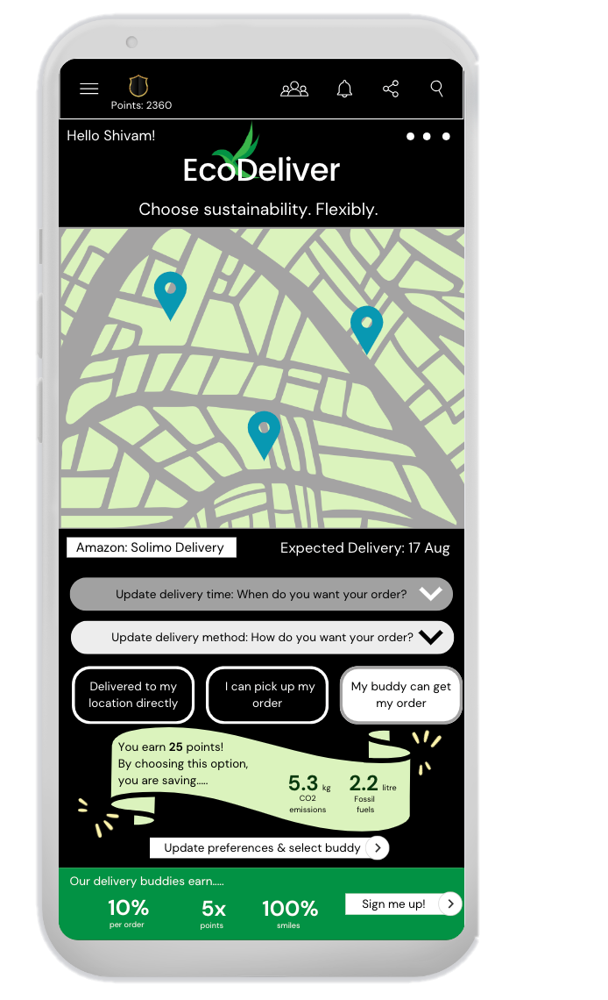 Points: 2360
Hello Shivam!
EcoDeliver
Choose sustainability. Flexibly.
Amazon: Solimo Delivery
Expected Delivery: 17 Aug
Update delivery time: When do you want your order?
Update delivery method: How do you want your order?
Delivered to my
location directly
I can pick up my
order
My buddy can get
my order
You earn 25 points!
By choosing this option,
you are saving.....
5.3 kg
CO2
emissions
2.2 litre
Fossil
fuels
Update preferences & select buddy
Our delivery buddies earn.....
10%
per order
5x
points
100%
smiles
Sign me up!